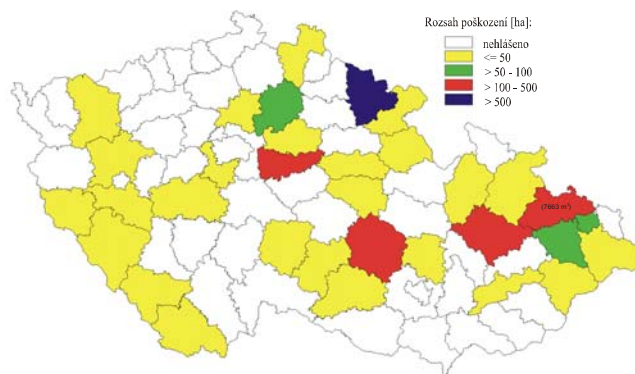 Rozsah poškození [ha]:
nehlášeno
<= 50
> 50 - 100
> 100 - 500
> 500
(7663 m³)